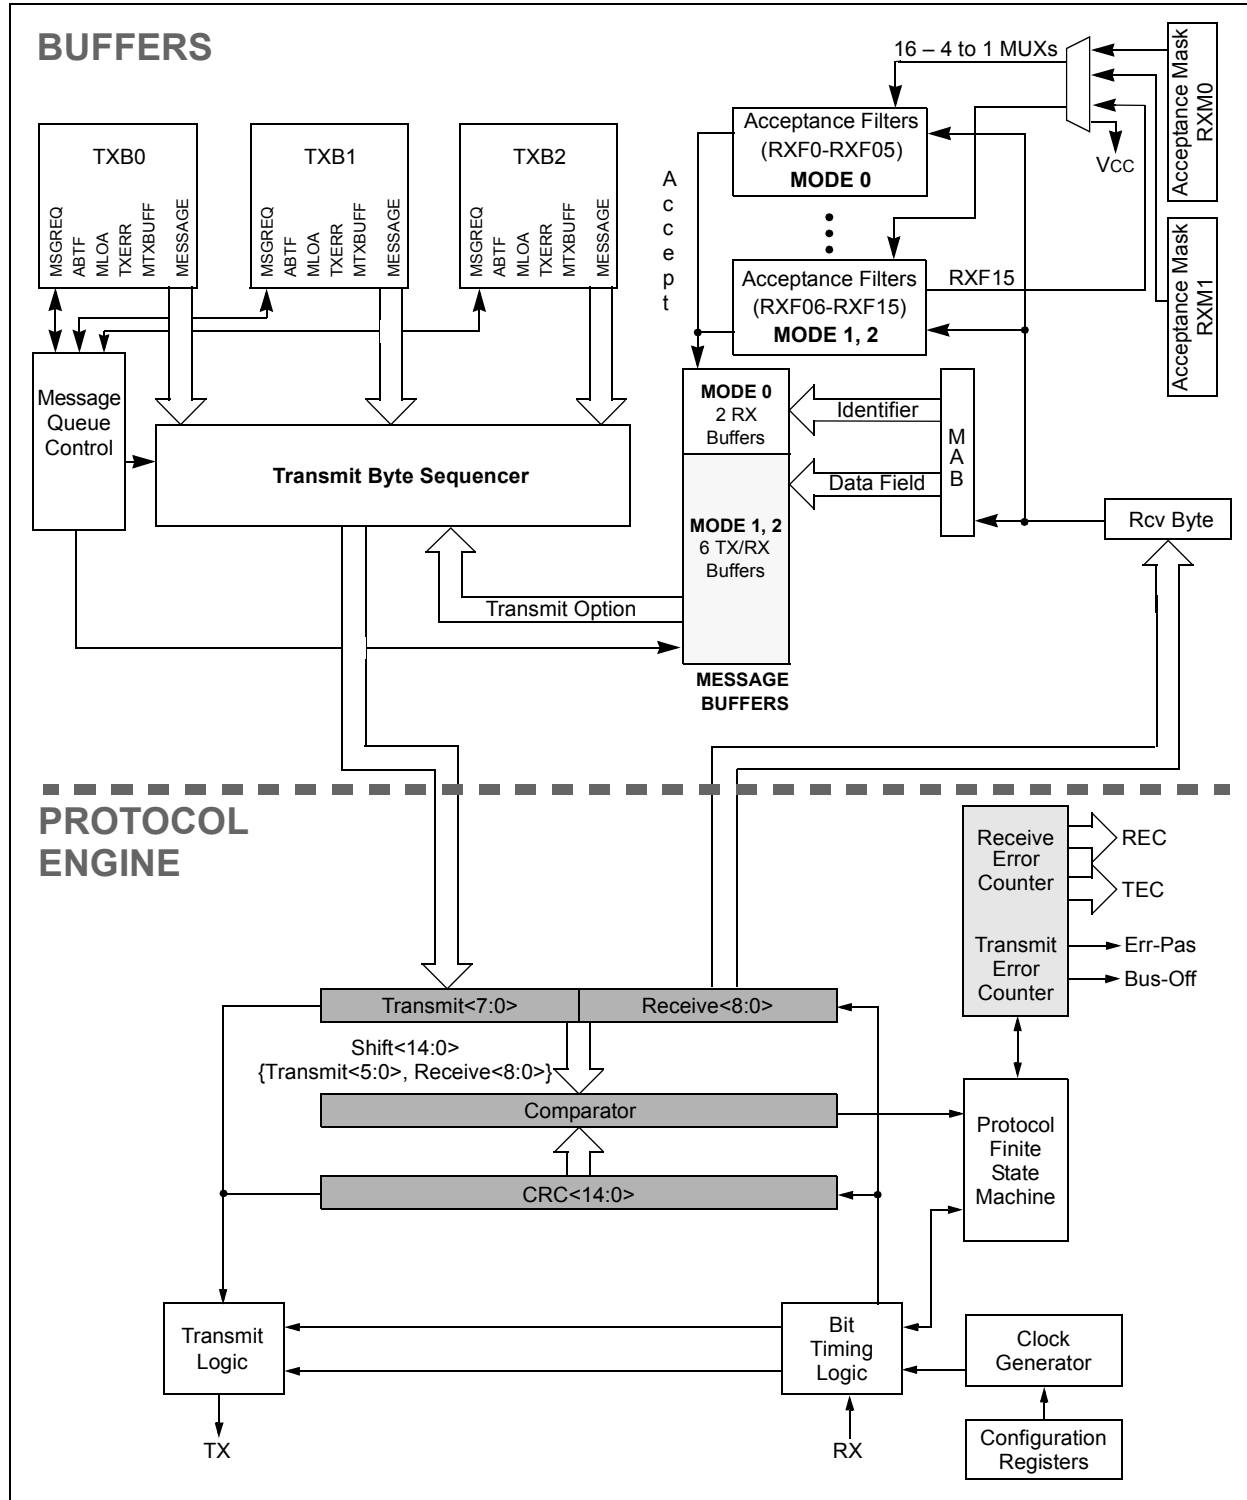 BUFFERS
16 – 4 to 1 MUXs
Acceptance Mask
RXM0
VCC
TXB0
MSGREQ
ABTF
MLOA
TXERR
MTXBUFF
MESSAGE
TXB1
MSGREQ
ABTF
MLOA
TXERR
MTXBUFF
MESSAGE
TXB2
MSGREQ
ABTF
MLOA
TXERR
MTXBUFF
MESSAGE
Accept
Acceptance Filters
(RXF0-RXF05)
MODE 0
Acceptance Filters
(RXF06-RXF15)
MODE 1, 2
RXF15
Acceptance Mask
RXM1
Message
Queue
Control
Transmit Byte Sequencer
MODE 0
2 RX
Buffers
MODE 1, 2
6 TX/RX
Buffers
Identifier
Data Field
MAB
Rcv Byte
Transmit Option
MESSAGE
BUFFERS
PROTOCOL
ENGINE
Receive
Error
Counter
Transmit
Error
Counter
REC
TEC
Err-Pas
Bus-Off
Transmit<7:0>
Receive<8:0>
Shift<14:0>
{Transmit<5:0>, Receive<8:0>}
Comparator
CRC<14:0>
Protocol
Finite
State
Machine
Transmit
Logic
Bit
Timing
Logic
Clock
Generator
TX
RX
Configuration
Registers